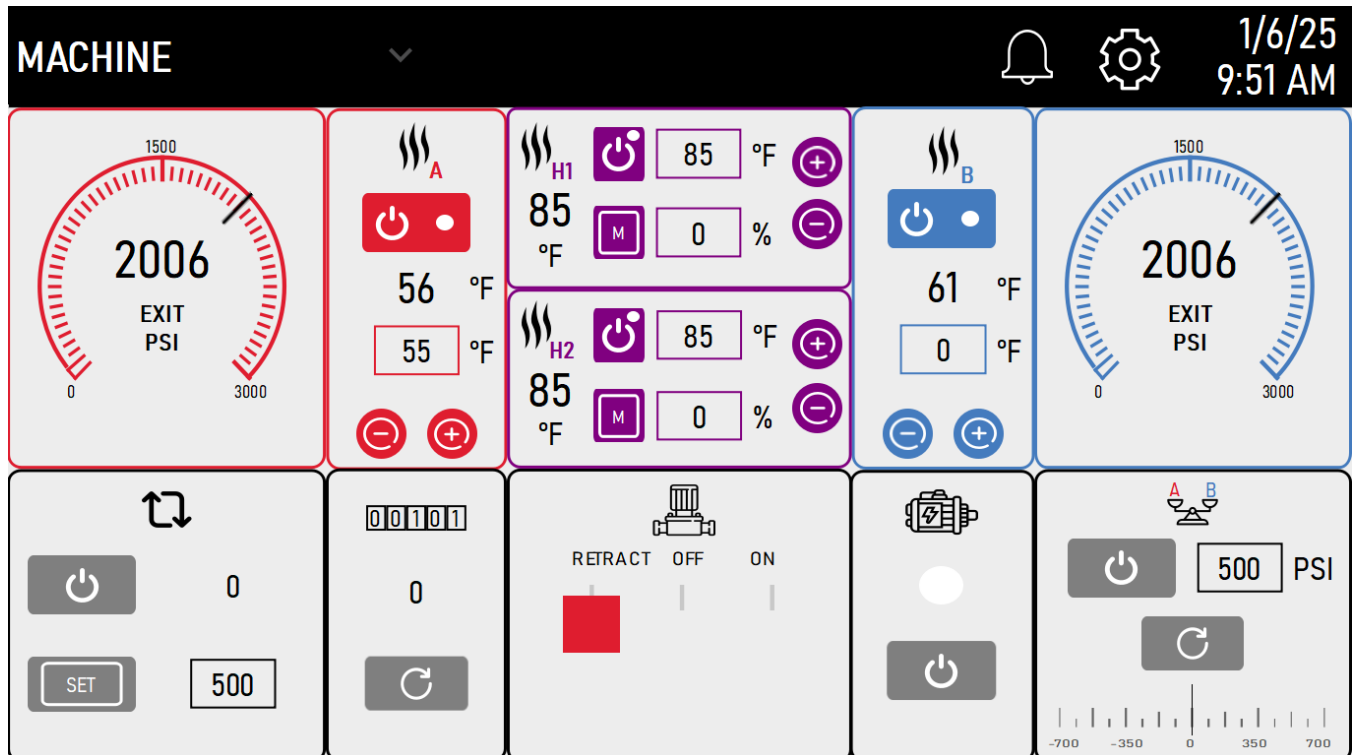 MACHINE
1/6/25
9:51 AM
1500
2006
EXIT
PSI
0
3000
A
56 °F
55 °F
H1
85 °F
85
°F
M
0 %
H2
85 °F
85
°F
M
0 %
B
61 °F
0 °F
1500
2006
EXIT
PSI
0
3000
0
SET
500
00101
0
RETRACT OFF ON
A B
500 PSI
-700 -350 0 350 700